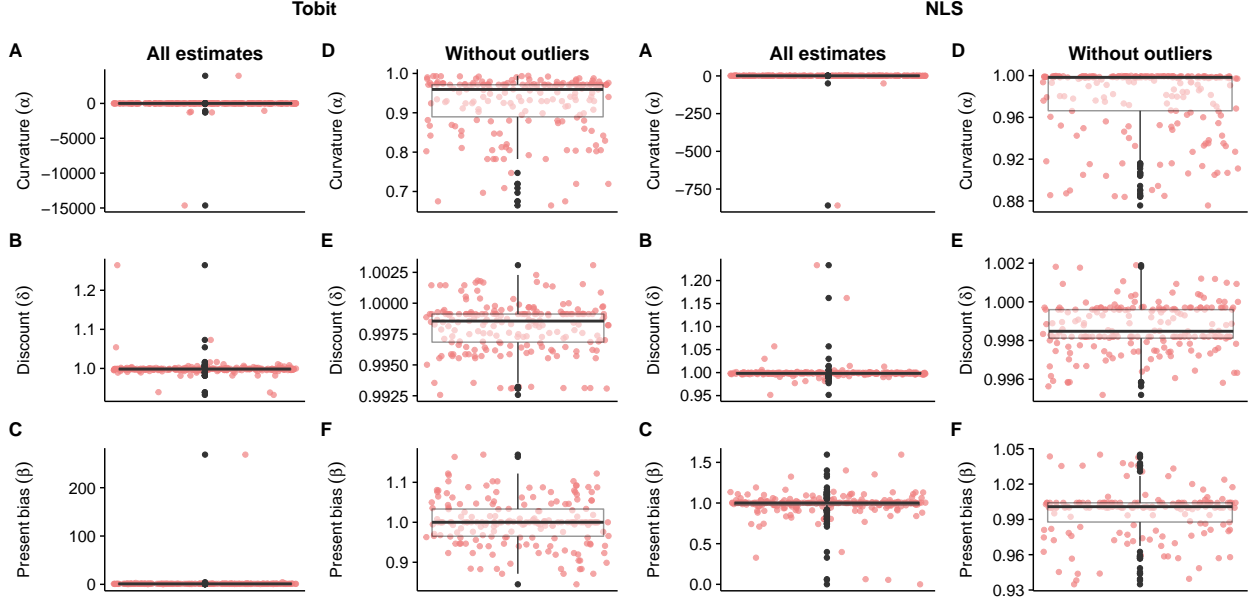 Tobit
NLS
A
All estimates
D
Without outliers
A
All estimates
D
Without outliers
Curvature (α)
0
−5000
−10000
−15000
Curvature (α)
1.0
0.9
0.8
0.7
Curvature (α)
0
−250
−500
−750
Curvature (α)
1.00
0.96
0.92
0.88
B
E
B
E
Discount (δ)
1.2
1.1
1.0
Discount (δ)
1.0025
1.0000
0.9975
0.9950
0.9925
Discount (δ)
1.20
1.15
1.10
1.05
1.00
0.95
Discount (δ)
1.002
1.000
0.998
0.996
C
F
C
F
Present bias (β)
200
100
0
Present bias (β)
1.1
1.0
0.9
Present bias (β)
1.5
1.0
0.5
0.0
Present bias (β)
1.05
1.02
0.99
0.96
0.93